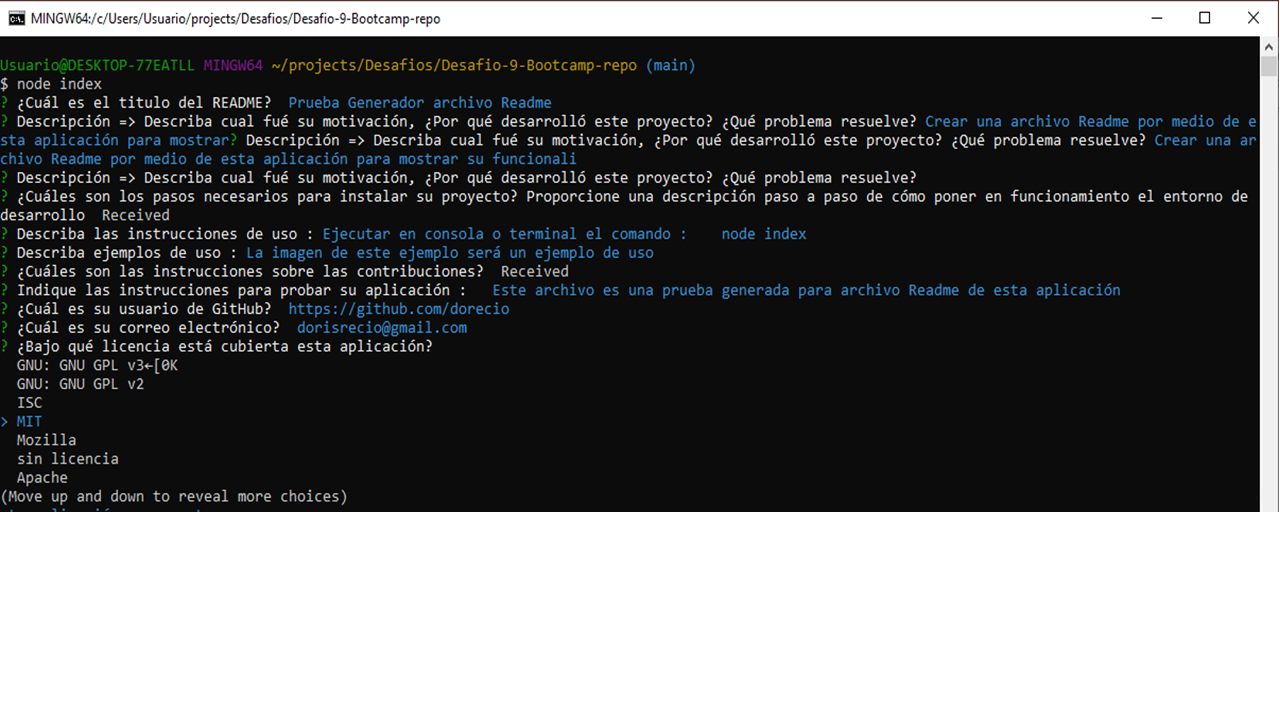 MINGW64:/c/Users/Usuario/projects/Desafios/Desafio-9-Bootcamp-repo
Usuario@DESKTOP-77EATLL MINGW64 ~/projects/Desafios/Desafio-9-Bootcamp-repo (main)
$ node index
? ¿Cuál es el titulo del README?  Prueba Generador archivo Readme
? Descripción => Describa cual fué su motivación, ¿Por qué desarrolló este proyecto? ¿Qué problema resuelve? Crear una archivo Readme por medio de e
sta aplicación para mostrar? Descripción => Describa cual fué su motivación, ¿Por qué desarrolló este proyecto? ¿Qué problema resuelve? Crear una ar
chivo Readme por medio de esta aplicación para mostrar su funcionali
? Descripción => Describa cual fué su motivación, ¿Por qué desarrolló este proyecto? ¿Qué problema resuelve?
? ¿Cuáles son los pasos necesarios para instalar su proyecto? Proporcione una descripción paso a paso de cómo poner en funcionamiento el entorno de
desarrollo  Received
? Describa las instrucciones de uso : Ejecutar en consola o terminal el comando :    node index
? Describa ejemplos de uso : La imagen de este ejemplo será un ejemplo de uso
? ¿Cuáles son las instrucciones sobre las contribuciones?  Received
? Indique las instrucciones para probar su aplicación :   Este archivo es una prueba generada para archivo Readme de esta aplicación
? ¿Cuál es su usuario de GitHub?  https://github.com/dorecio
? ¿Cuál es su correo electrónico?  dorisrecio@gmail.com
? ¿Bajo qué licencia está cubierta esta aplicación?
GNU: GNU GPL v3←[0K
GNU: GNU GPL v2
ISC
> MIT
Mozilla
sin licencia
Apache
(Move up and down to reveal more choices)